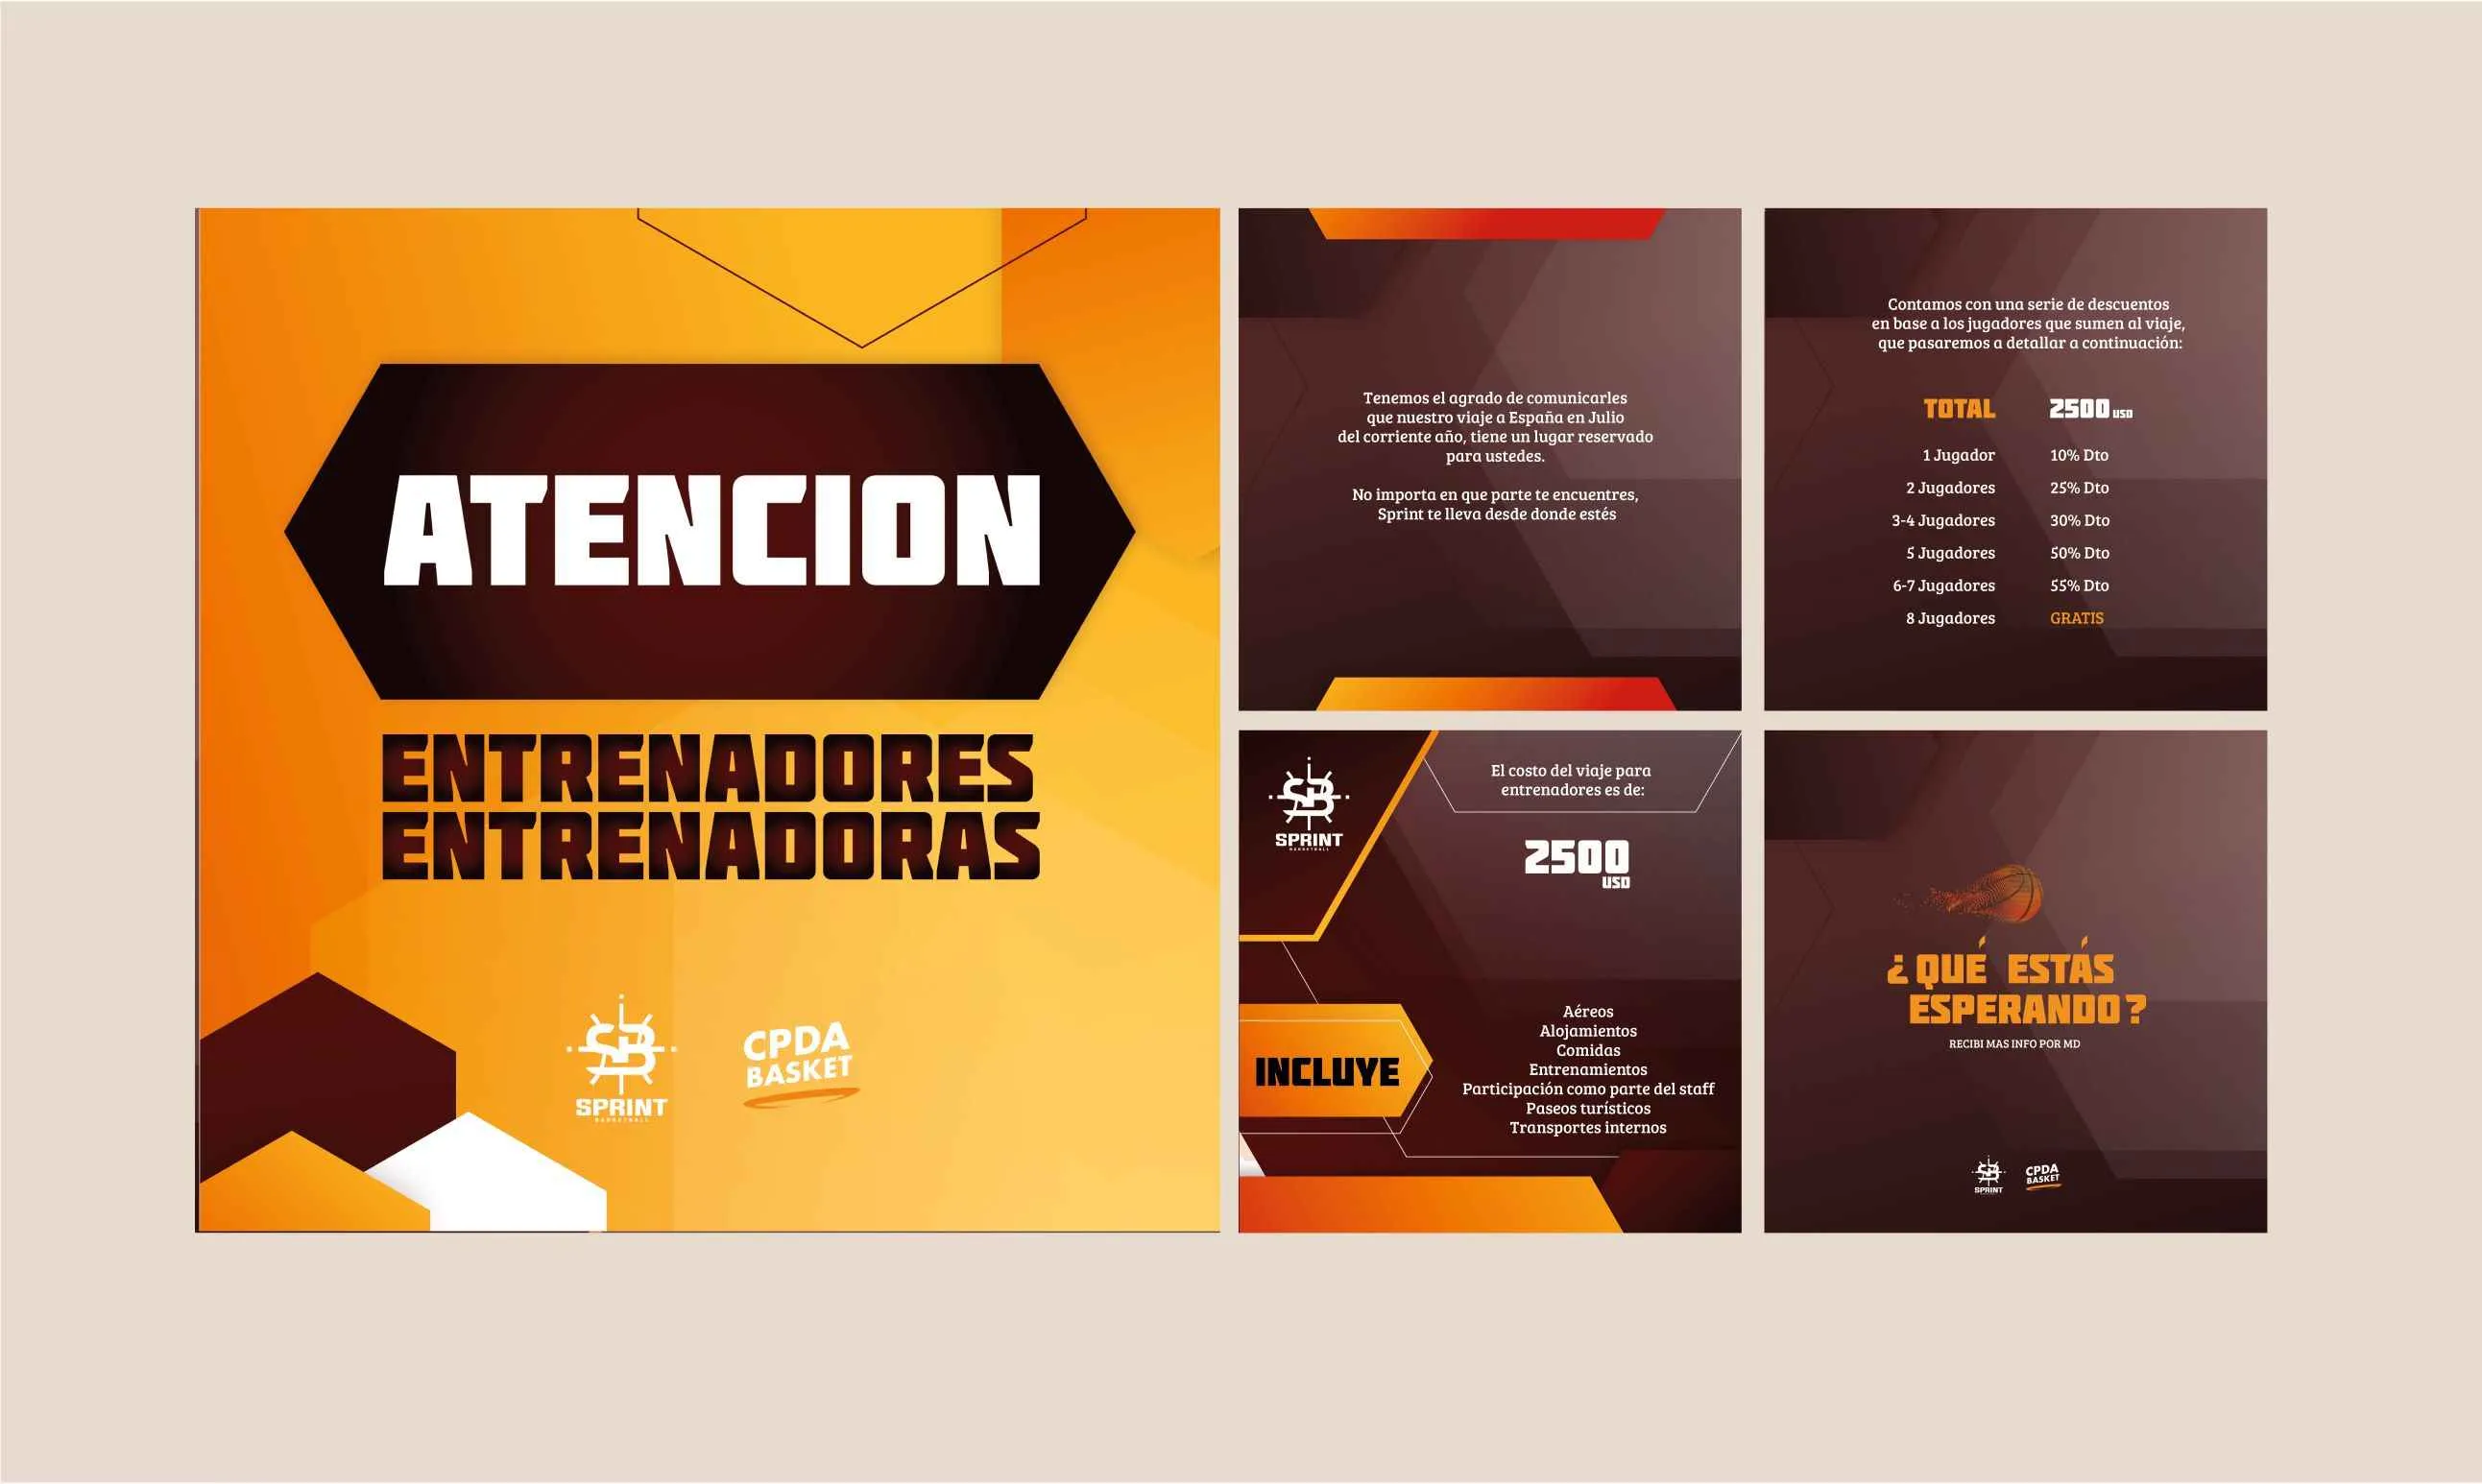 ATENCION
ENTRENADORES
ENTRENADORAS
SB
SPRINT
BASKETBALL
CPDA
BASKET
Tenemos el agrado de comunicarles
que nuestro viaje a España en Julio
del corriente año, tiene un lugar reservado
para ustedes.
No importa en que parte te encuentres,
Sprint te lleva desde donde estés
Contamos con una serie de descuentos
en base a los jugadores que sumen al viaje,
que pasaremos a detallar a continuación:
TOTAL 2500 USD
1 Jugador 10% Dto
2 Jugadores 25% Dto
3-4 Jugadores 30% Dto
5 Jugadores 50% Dto
6-7 Jugadores 55% Dto
8 Jugadores GRATIS
SB
SPRINT
BASKETBALL
El costo del viaje para
entrenadores es de:
2500
USD
INCLUYE
Aéreos
Alojamientos
Comidas
Entrenamientos
Participación como parte del staff
Paseos turísticos
Transportes internos
¿QUÉ ESTÁS
ESPERANDO?
RECIBI MAS INFO POR MD
SB
SPRINT
CPDA
BASKET